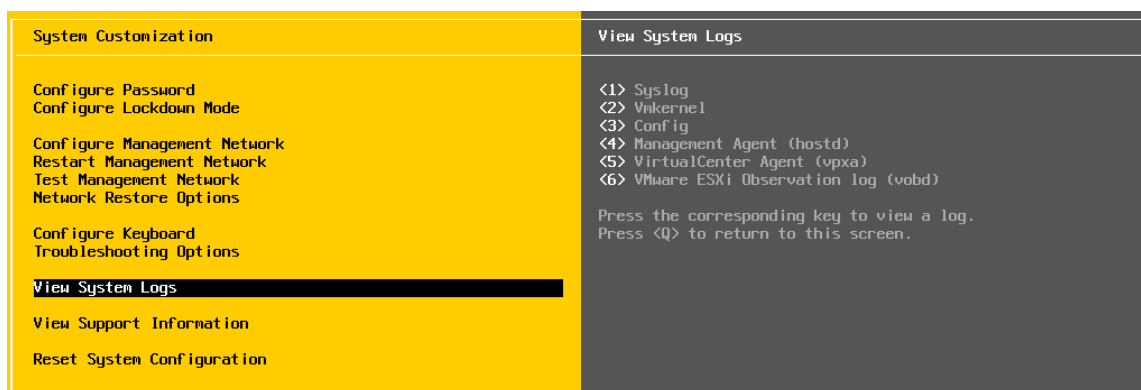 System Customization
Configure Password
Configure Lockdown Mode
Configure Management Network
Restart Management Network
Test Management Network
Network Restore Options
Configure Keyboard
Troubleshooting Options
View System Logs
View Support Information
Reset System Configuration
View System Logs
<1> Syslog
<2> Vmkernel
<3> Config
<4> Management Agent (hostd)
<5> VirtualCenter Agent (vpxa)
<6> VMware ESXi Observation log (vobd)
Press the corresponding key to view a log.
Press <Q> to return to this screen.